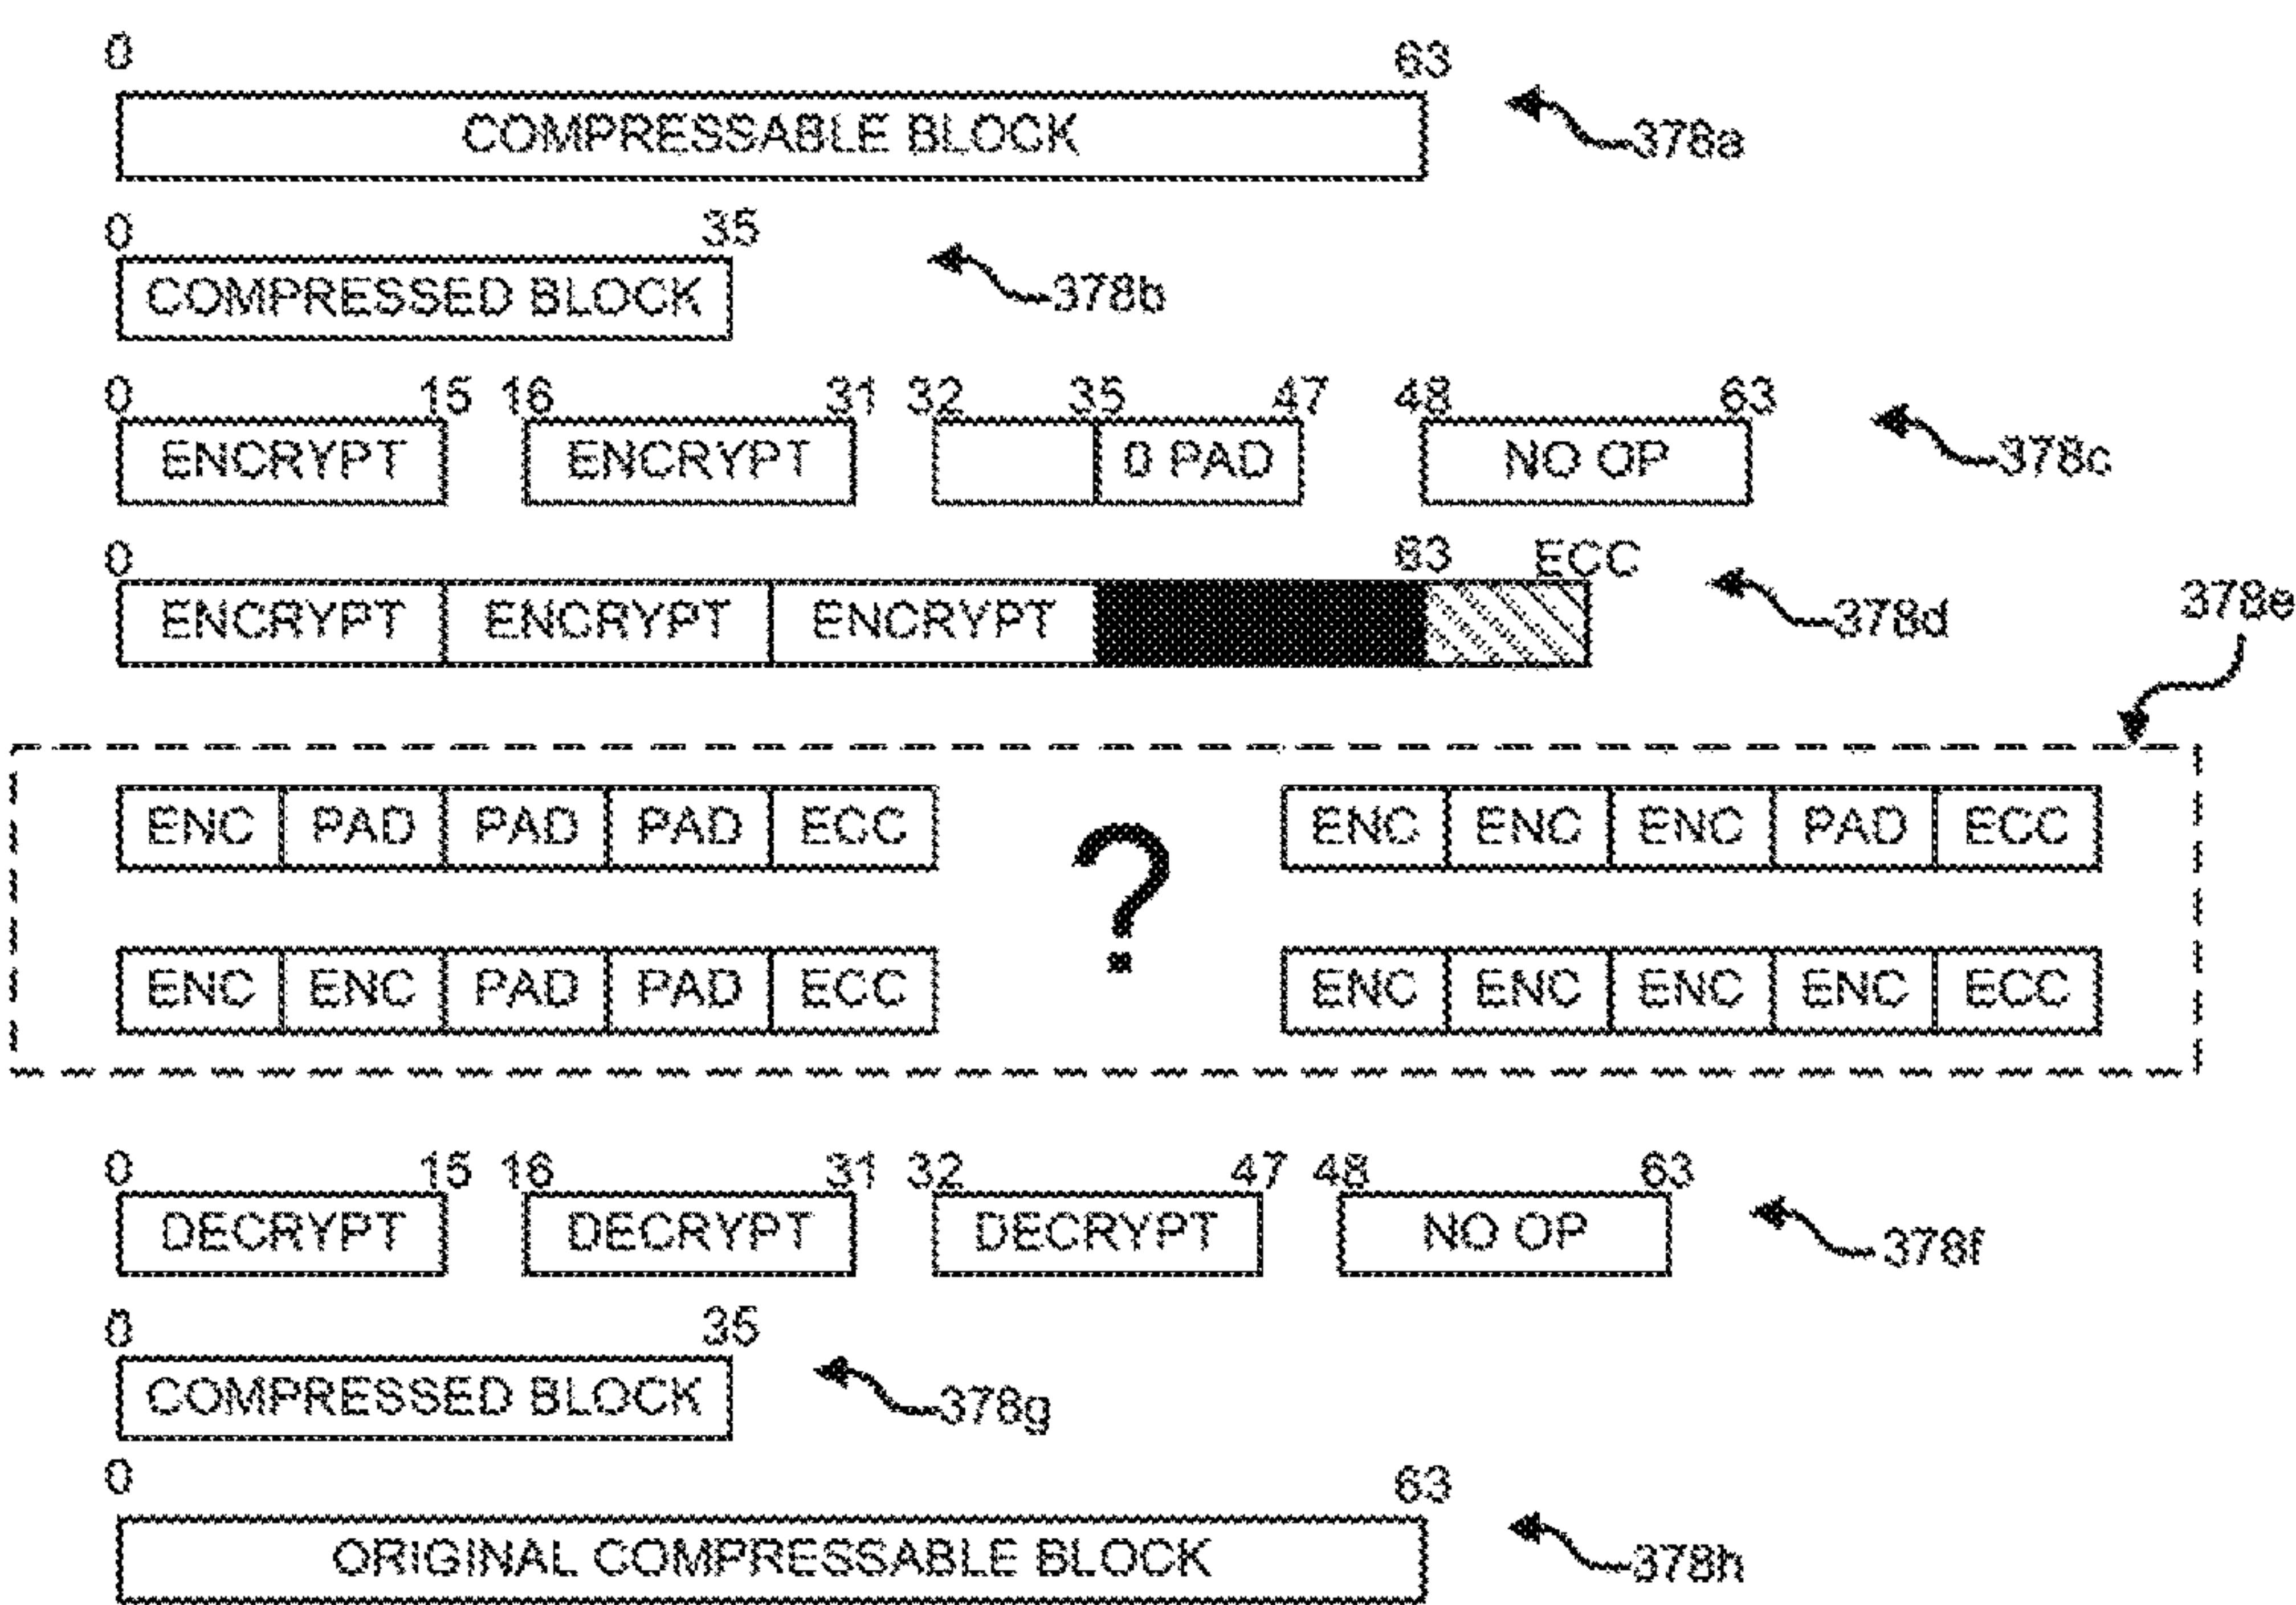 0 63
COMPRESSABLE BLOCK 378a
0 35
COMPRESSED BLOCK 378b
0 15 16 31 32 35 47 48 63
ENCRYPT ENCRYPT 0 PAD NO OP 378c
0 63 ECC
ENCRYPT ENCRYPT ENCRYPT 378d
378e
ENC PAD PAD PAD ECC ? ENC ENC ENC PAD ECC
ENC ENC PAD PAD ECC ENC ENC ENC ENC ECC
0 15 16 31 32 47 48 63
DECRYPT DECRYPT DECRYPT NO OP 378f
0 35
COMPRESSED BLOCK 378g
0 63
ORIGINAL COMPRESSABLE BLOCK 378h